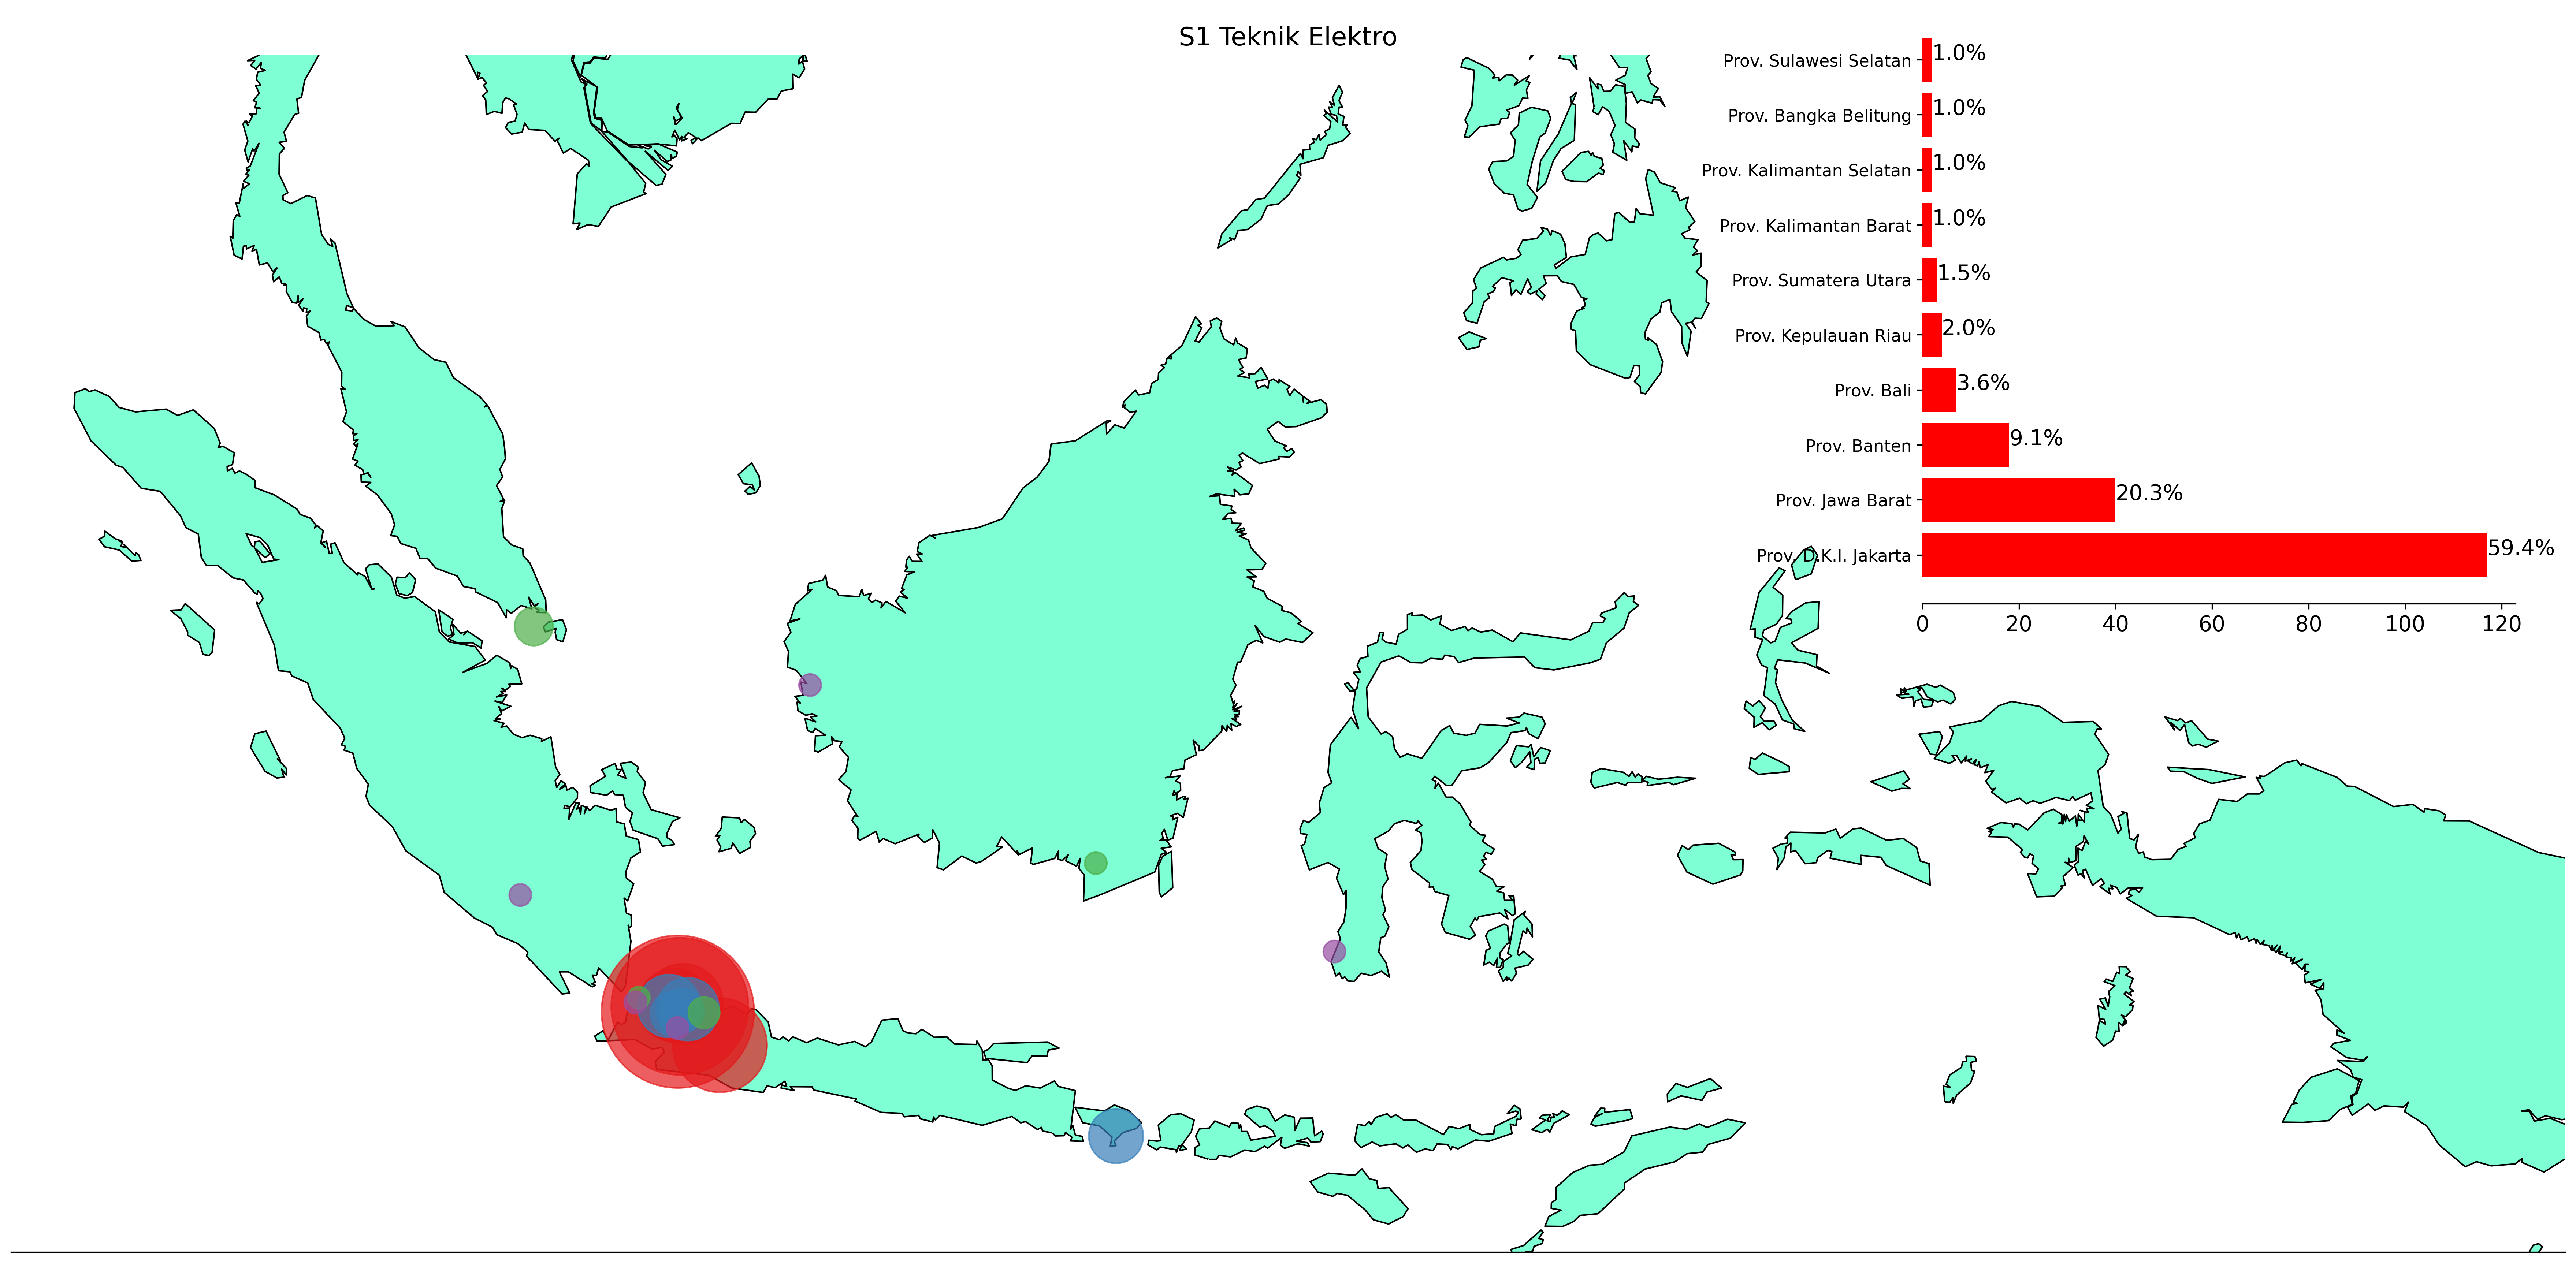 S1 Teknik Elektro
Prov. Sulawesi Selatan 1.0%
Prov. Bangka Belitung 1.0%
Prov. Kalimantan Selatan 1.0%
Prov. Kalimantan Barat 1.0%
Prov. Sumatera Utara 1.5%
Prov. Kepulauan Riau 2.0%
Prov. Bali 3.6%
Prov. Banten 9.1%
Prov. Jawa Barat 20.3%
Prov. D.K.I. Jakarta 59.4%
0 20 40 60 80 100 120